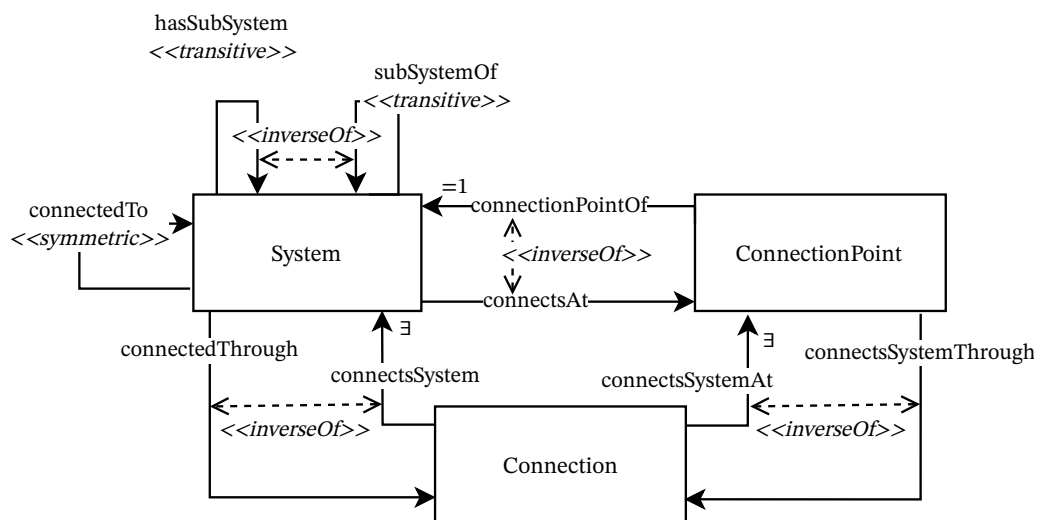 hasSubSystem
<<transitive>>
subSystemOf
<<transitive>>
<<inverseOf>>
=1
connectedTo
<<symmetric>>
connectionPointOf
System
<<inverseOf>>
ConnectionPoint
connectsAt
∃
∃
connectedThrough
connectsSystemThrough
connectsSystem
connectsSystemAt
<<inverseOf>>
<<inverseOf>>
Connection